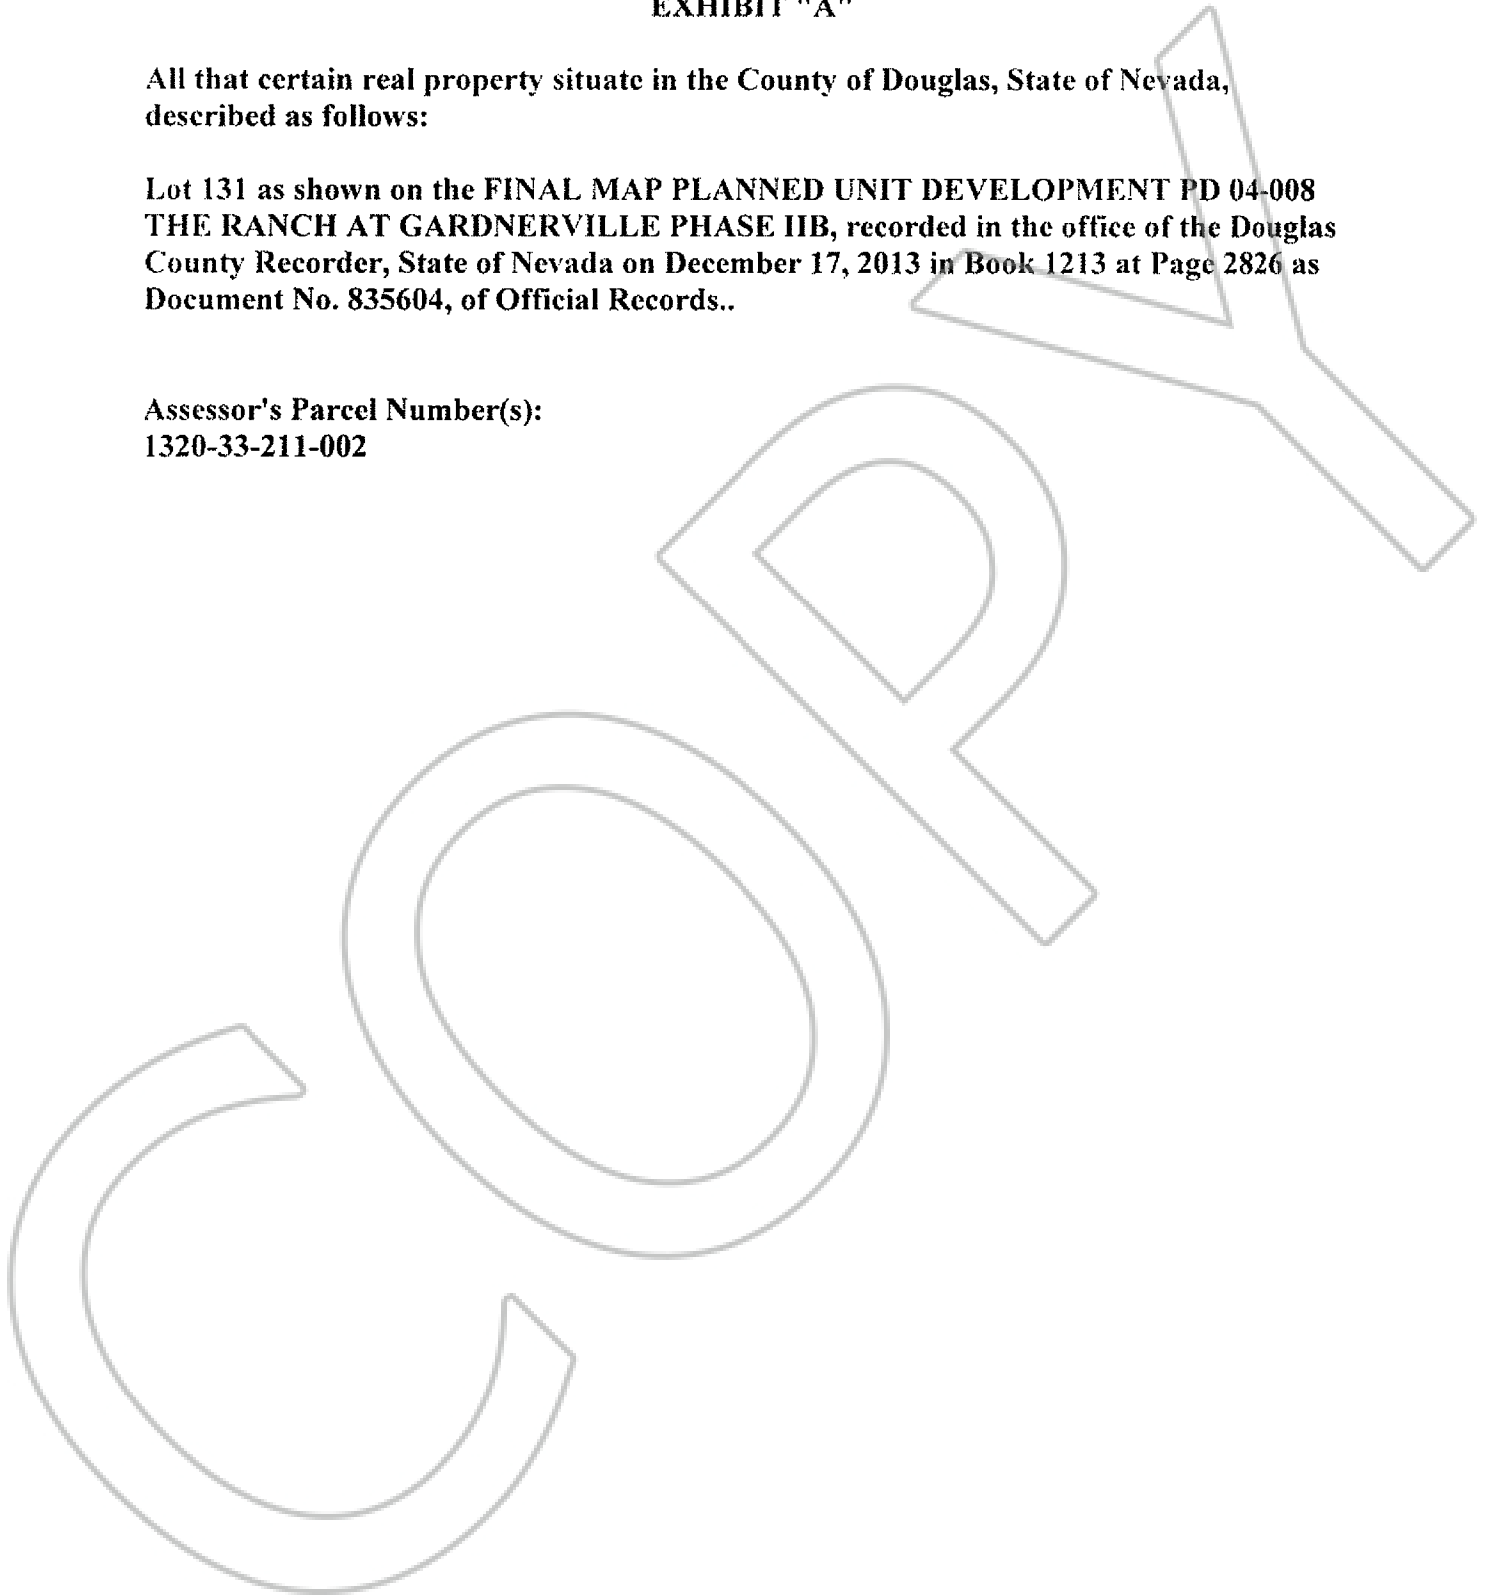 EXHIBIT "A"
All that certain real property situate in the County of Douglas, State of Nevada,
described as follows:
Lot 131 as shown on the FINAL MAP PLANNED UNIT DEVELOPMENT PD 04-008
THE RANCH AT GARDNERVILLE PHASE IIB, recorded in the office of the Douglas
County Recorder, State of Nevada on December 17, 2013 in Book 1213 at Page 2826 as
Document No. 835604, of Official Records..
Assessor's Parcel Number(s):
1320-33-211-002
COPY